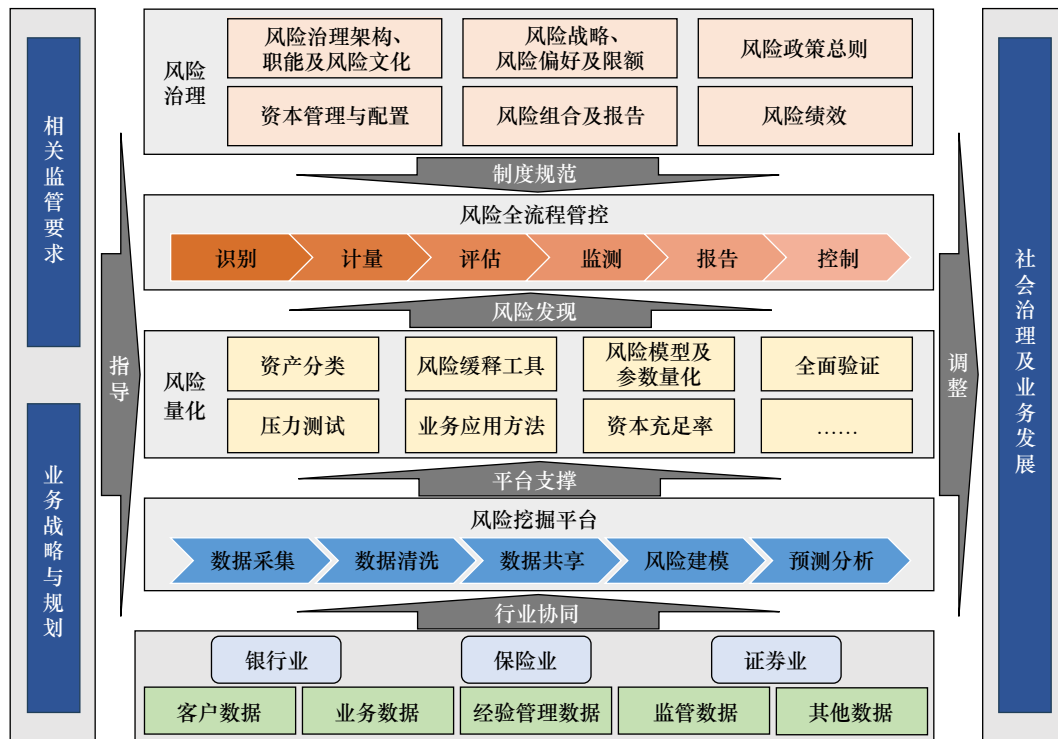 相关监管要求
业务战略与规划
指导
风险
治理
风险治理架构、
职能及风险文化
风险战略、
风险偏好及限额
风险政策总则
资本管理与配置
风险组合及报告
风险绩效
制度规范
风险全流程管控
识别
计量
评估
监测
报告
控制
风险发现
风险
量化
资产分类
风险缓释工具
风险模型及
参数量化
全面验证
压力测试
业务应用方法
资本充足率
……
平台支撑
风险挖掘平台
数据采集
数据清洗
数据共享
风险建模
预测分析
行业协同
银行业
保险业
证券业
客户数据
业务数据
经验管理数据
监管数据
其他数据
调整
社会治理及业务发展